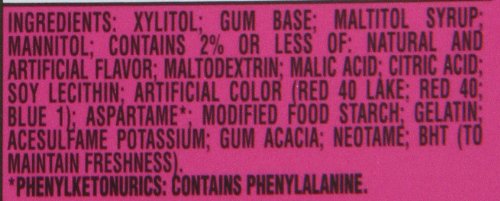 INGREDIENTS: XYLITOL; GUM BASE; MALTITOL SYRUP;
MANNITOL; CONTAINS 2% OR LESS OF: NATURAL AND
ARTIFICIAL FLAVOR; MALTODEXTRIN; MALIC ACID; CITRIC ACID;
SOY LECITHIN; ARTIFICIAL COLOR (RED 40 LAKE; RED 40;
BLUE 1); ASPARTAME*; MODIFIED FOOD STARCH; GELATIN;
ACESULFAME POTASSIUM; GUM ACACIA; NEOTAME; BHT (TO
MAINTAIN FRESHNESS).
*PHENYLKETONURICS: CONTAINS PHENYLALANINE.